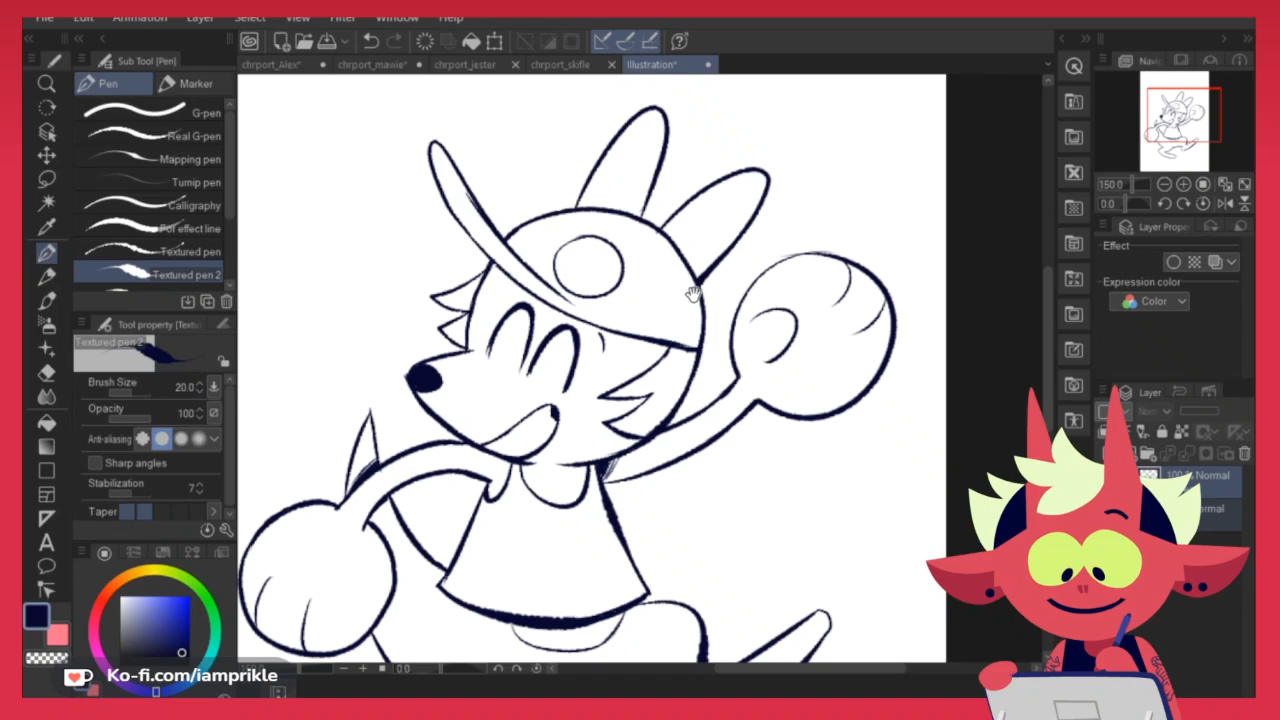 File Edit Animation Layer Select View Filter Window Help
Sub Tool [Pen]
chrport_Alex* chrport_mawie* chrport_jester chrport_skifle Illustration*
Pen Marker
G-pen
Real G-pen
Mapping pen
Turnip pen
Calligraphy
For effect line
Textured pen
Textured pen 2
Tool property [Textu
Textured pen 2
Brush Size 20.0
Opacity 100
Anti-aliasing
Sharp angles
Stabilization 7
Taper
150.0
0.0
Layer Prope
Effect
Expression color
Color
Layer
100 % Normal
0.0
Ko-fi.com/iamprikle